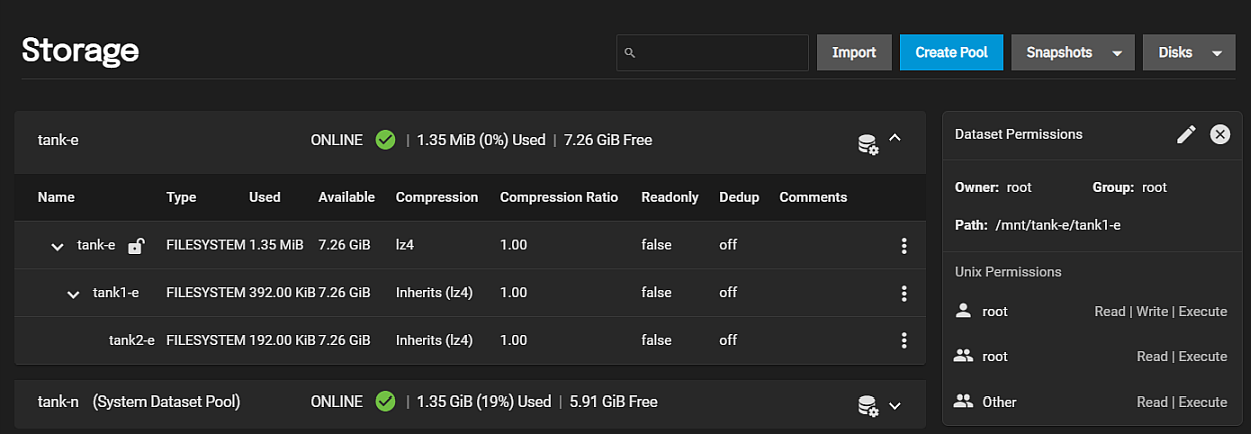 Storage
Import
Create Pool
Snapshots
Disks
tank-e ONLINE | 1.35 MiB (0%) Used | 7.26 GiB Free
Name Type Used Available Compression Compression Ratio Readonly Dedup Comments
tank-e FILESYSTEM 1.35 MiB 7.26 GiB lz4 1.00 false off
tank1-e FILESYSTEM 392.00 KiB 7.26 GiB Inherits (lz4) 1.00 false off
tank2-e FILESYSTEM 192.00 KiB 7.26 GiB Inherits (lz4) 1.00 false off
tank-n (System Dataset Pool) ONLINE | 1.35 GiB (19%) Used | 5.91 GiB Free
Dataset Permissions
Owner: root Group: root
Path: /mnt/tank-e/tank1-e
Unix Permissions
root Read | Write | Execute
root Read | Execute
Other Read | Execute